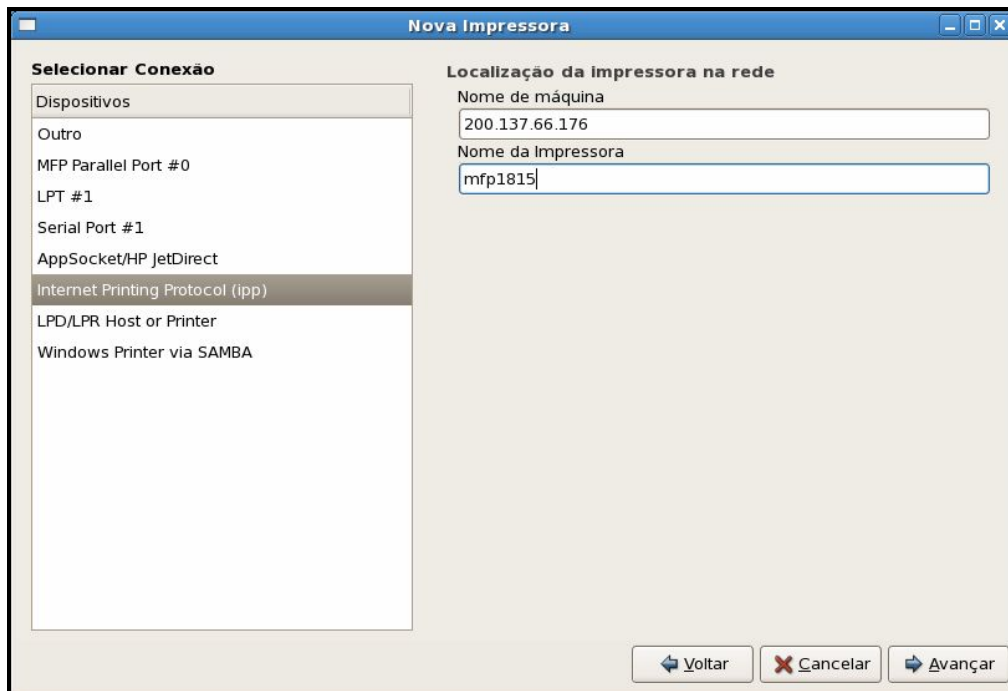 Nova Impressora
Selecionar Conexão
Dispositivos
Outro
MFP Parallel Port #0
LPT #1
Serial Port #1
AppSocket/HP JetDirect
Internet Printing Protocol (ipp)
LPD/LPR Host or Printer
Windows Printer via SAMBA
Localização da impressora na rede
Nome de máquina
200.137.66.176
Nome da Impressora
mfp1815
Voltar
Cancelar
Avançar